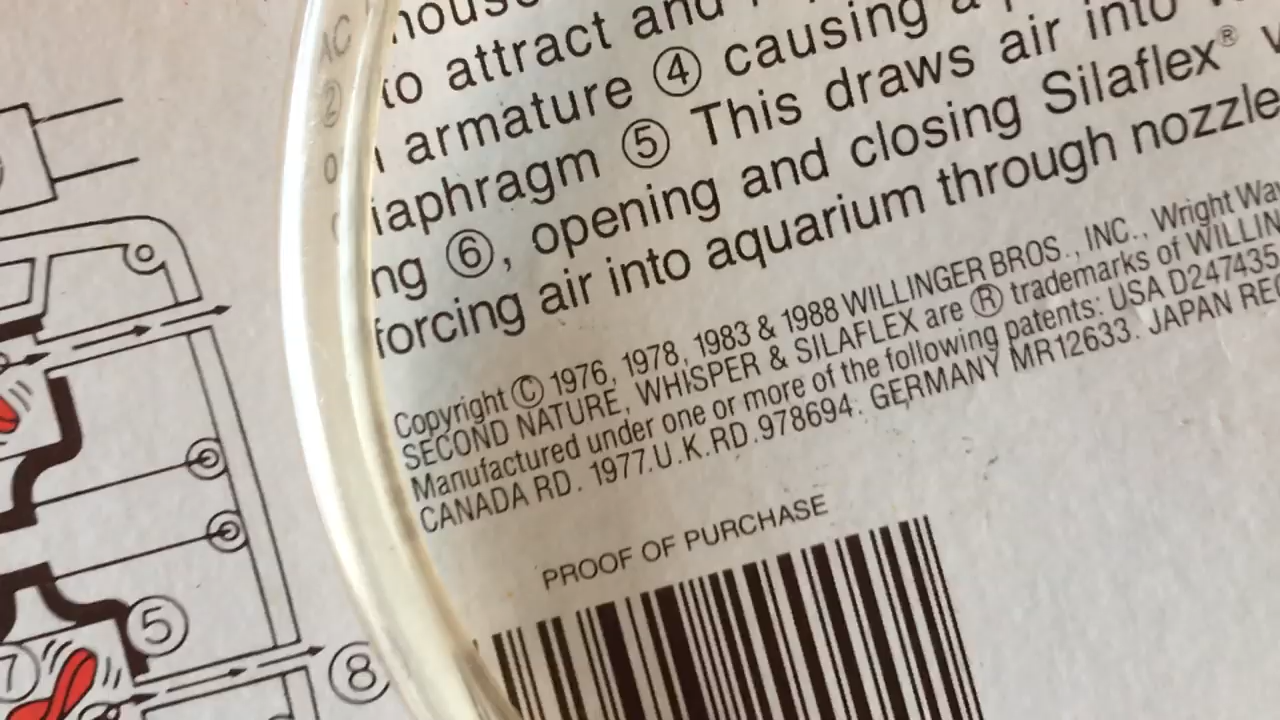 to attract and
armature ④ causing a
iaphragm ⑤ This draws air into
ng ⑥, opening and closing Silaflex®
forcing air into aquarium through nozzle
Copyright © 1976, 1978, 1983 & 1988 WILLINGER BROS., INC., Wright Wa
SECOND NATURE, WHISPER & SILAFLEX are ® trademarks of WILLIN
Manufactured under one or more of the following patents: USA D247435
CANADA RD. 1977.U.K.RD.978694. GERMANY MR12633. JAPAN REG
PROOF OF PURCHASE
⑤
7
⑧